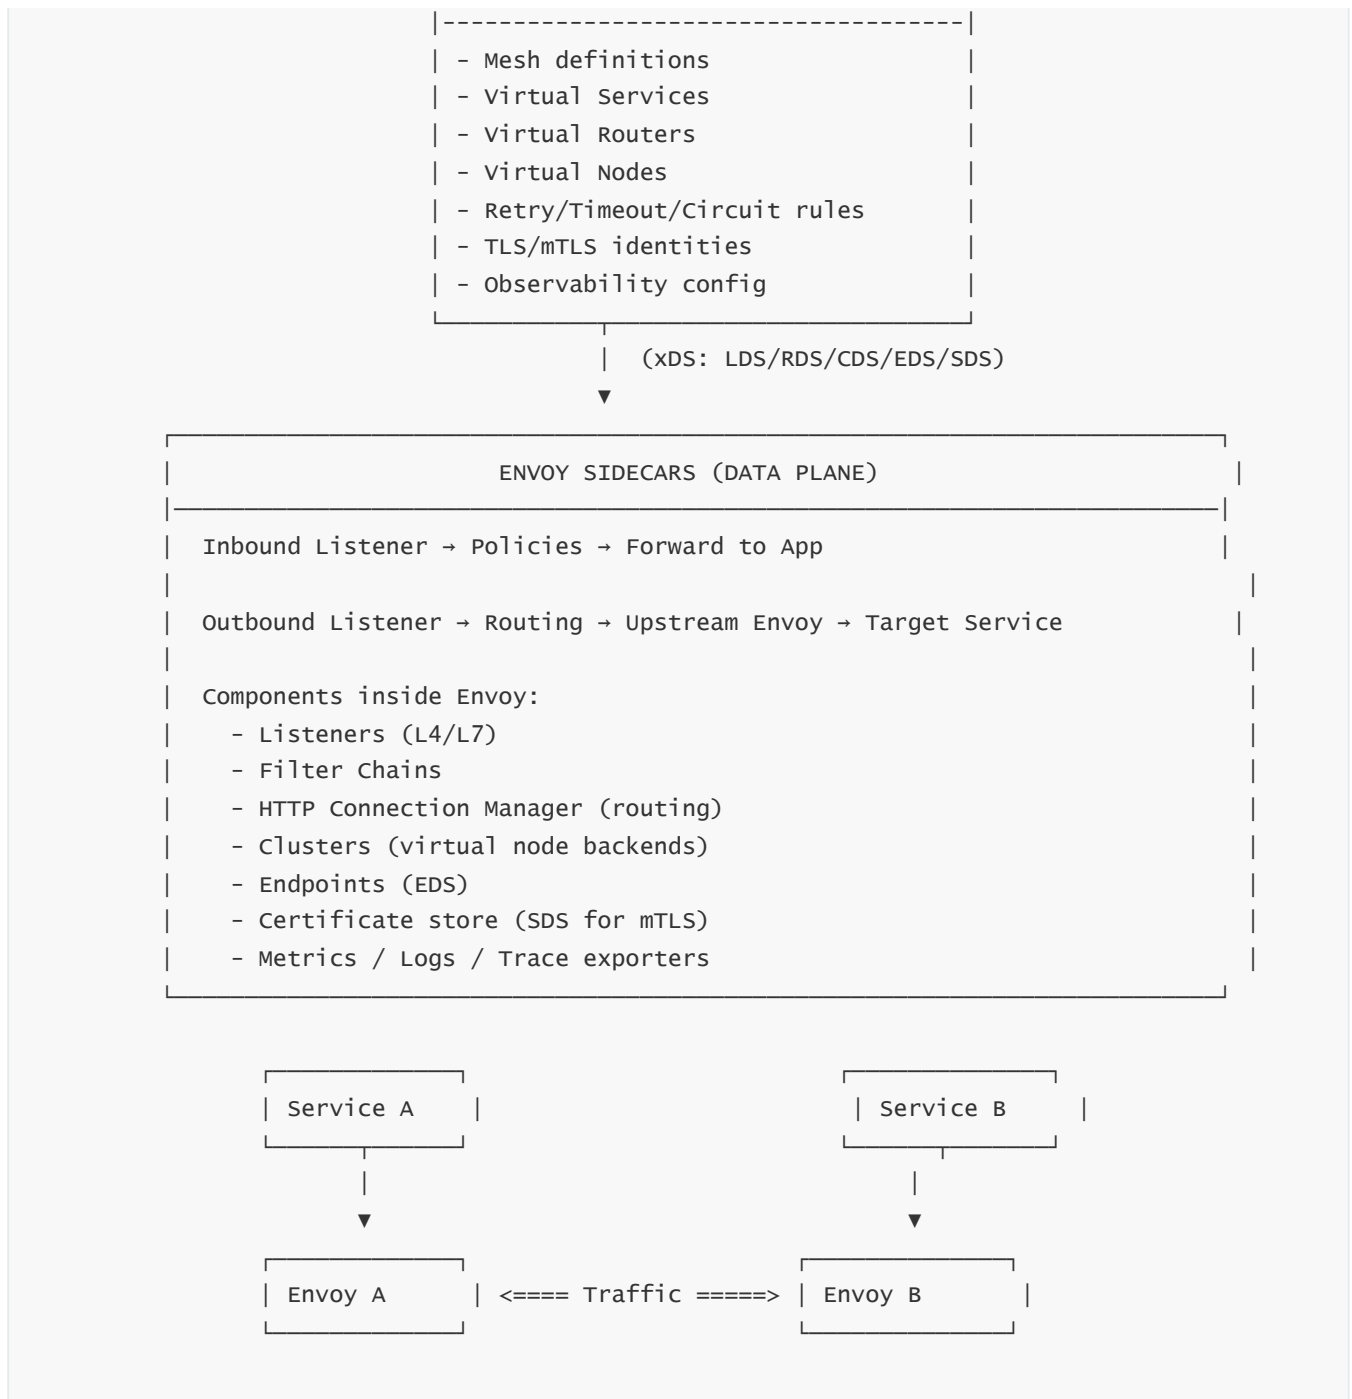 |-------------------------------------|
| - Mesh definitions |
| - Virtual Services |
| - Virtual Routers |
| - Virtual Nodes |
| - Retry/Timeout/Circuit rules |
| - TLS/mTLS identities |
| - Observability config |
└───────────┬─────────────────────────┘
| (xDS: LDS/RDS/CDS/EDS/SDS)
▼
┌──────────────────────────────────────────────────────────────────────────┐
| ENVOY SIDECARS (DATA PLANE) |
|──────────────────────────────────────────────────────────────────────────|
| Inbound Listener → Policies → Forward to App |
| |
| Outbound Listener → Routing → Upstream Envoy → Target Service |
| |
| Components inside Envoy: |
| - Listeners (L4/L7) |
| - Filter Chains |
| - HTTP Connection Manager (routing) |
| - Clusters (virtual node backends) |
| - Endpoints (EDS) |
| - Certificate store (SDS for mTLS) |
| - Metrics / Logs / Trace exporters |
└──────────────────────────────────────────────────────────────────────────┘
┌─────────────┐ ┌──────────────┐
| Service A | | Service B |
└──────┬──────┘ └──────┬───────┘
| |
▼ ▼
┌─────────────┐ ┌──────────────┐
| Envoy A | <==== Traffic =====> | Envoy B |
└─────────────┘ └──────────────┘